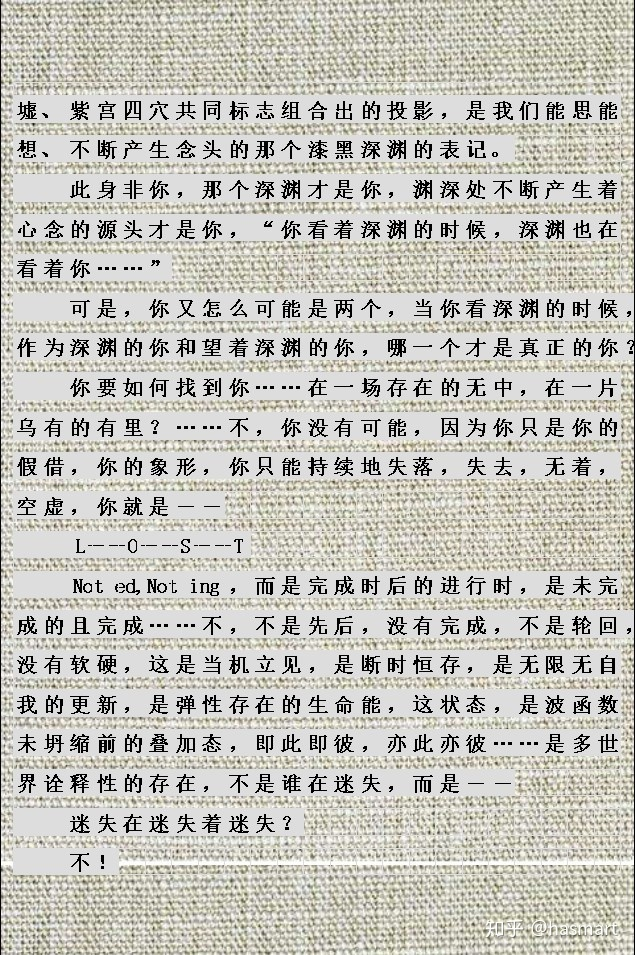 墟、紫宫四穴共同标志组合出的投影，是我们能思能
想、不断产生念头的那个漆黑深渊的表记。
此身非你，那个深渊才是你，渊深处不断产生着
心念的源头才是你，“你看着深渊的时候，深渊也在
看着你……”
可是，你又怎么可能是两个，当你看深渊的时候，
作为深渊的你和望着深渊的你，哪一个才是真正的你？
你要如何找到你……在一场存在的无中，在一片
乌有的有里？……不，你没有可能，因为你只是你的
假借，你的象形，你只能持续地失落，失去，无着，
空虚，你就是——
L——O——S——T
Not ed,Not ing，而是完成时后的进行时，是未完
成的且完成……不，不是先后，没有完成，不是轮回，
没有软硬，这是当机立见，是断时恒存，是无限无自
我的更新，是弹性存在的生命能，这状态，是波函数
未坍缩前的叠加态，即此即彼，亦此亦彼……是多世
界诠释性的存在，不是谁在迷失，而是——
迷失在迷失着迷失？
不！
知乎 @hasmart